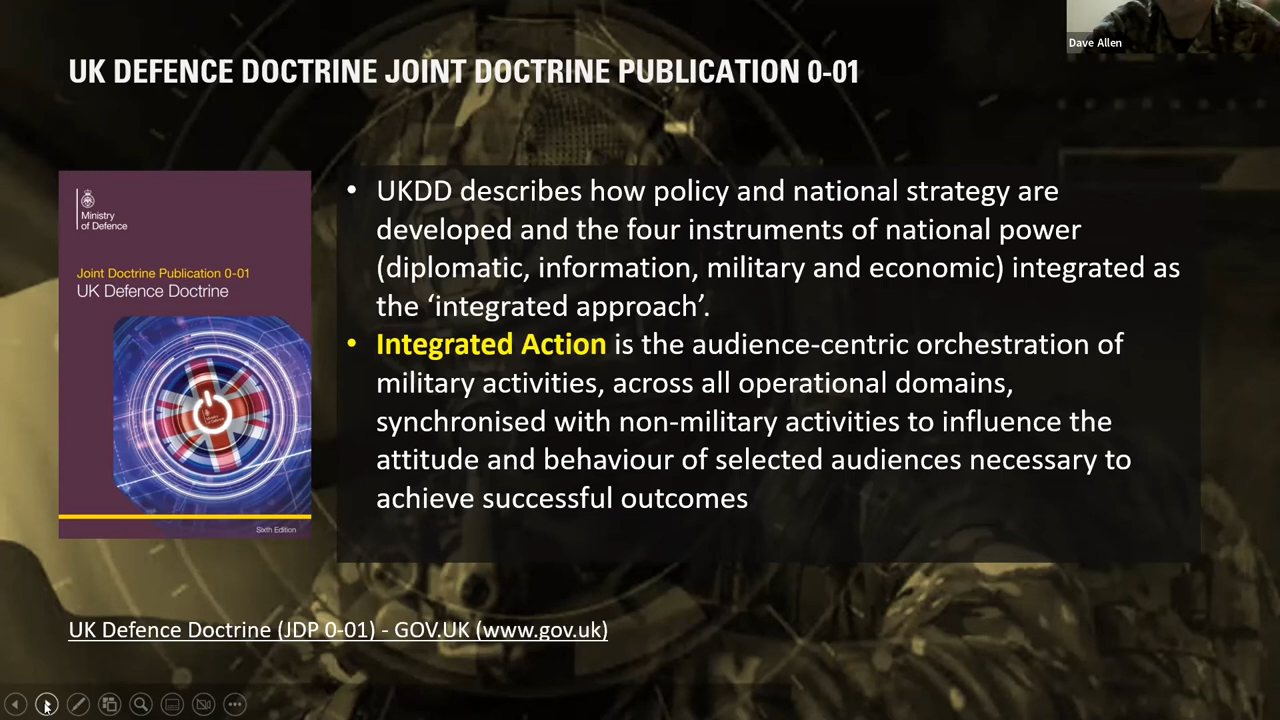 Dave Allen
UK DEFENCE DOCTRINE JOINT DOCTRINE PUBLICATION 0-01
Ministry
of Defence
Joint Doctrine Publication 0-01
UK Defence Doctrine
Sixth Edition
• UKDD describes how policy and national strategy are
developed and the four instruments of national power
(diplomatic, information, military and economic) integrated as
the ‘integrated approach’.
• Integrated Action is the audience-centric orchestration of
military activities, across all operational domains,
synchronised with non-military activities to influence the
attitude and behaviour of selected audiences necessary to
achieve successful outcomes
UK Defence Doctrine (JDP 0-01) - GOV.UK (www.gov.uk)